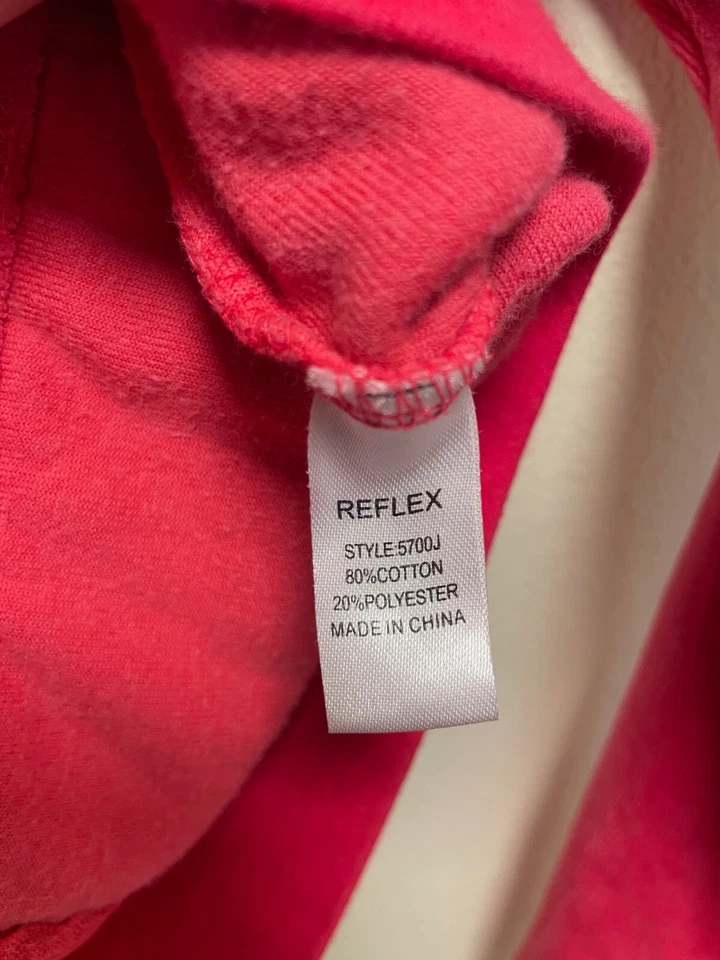 REFLEX
STYLE:5700J
80%COTTON
20%POLYESTER
MADE IN CHINA